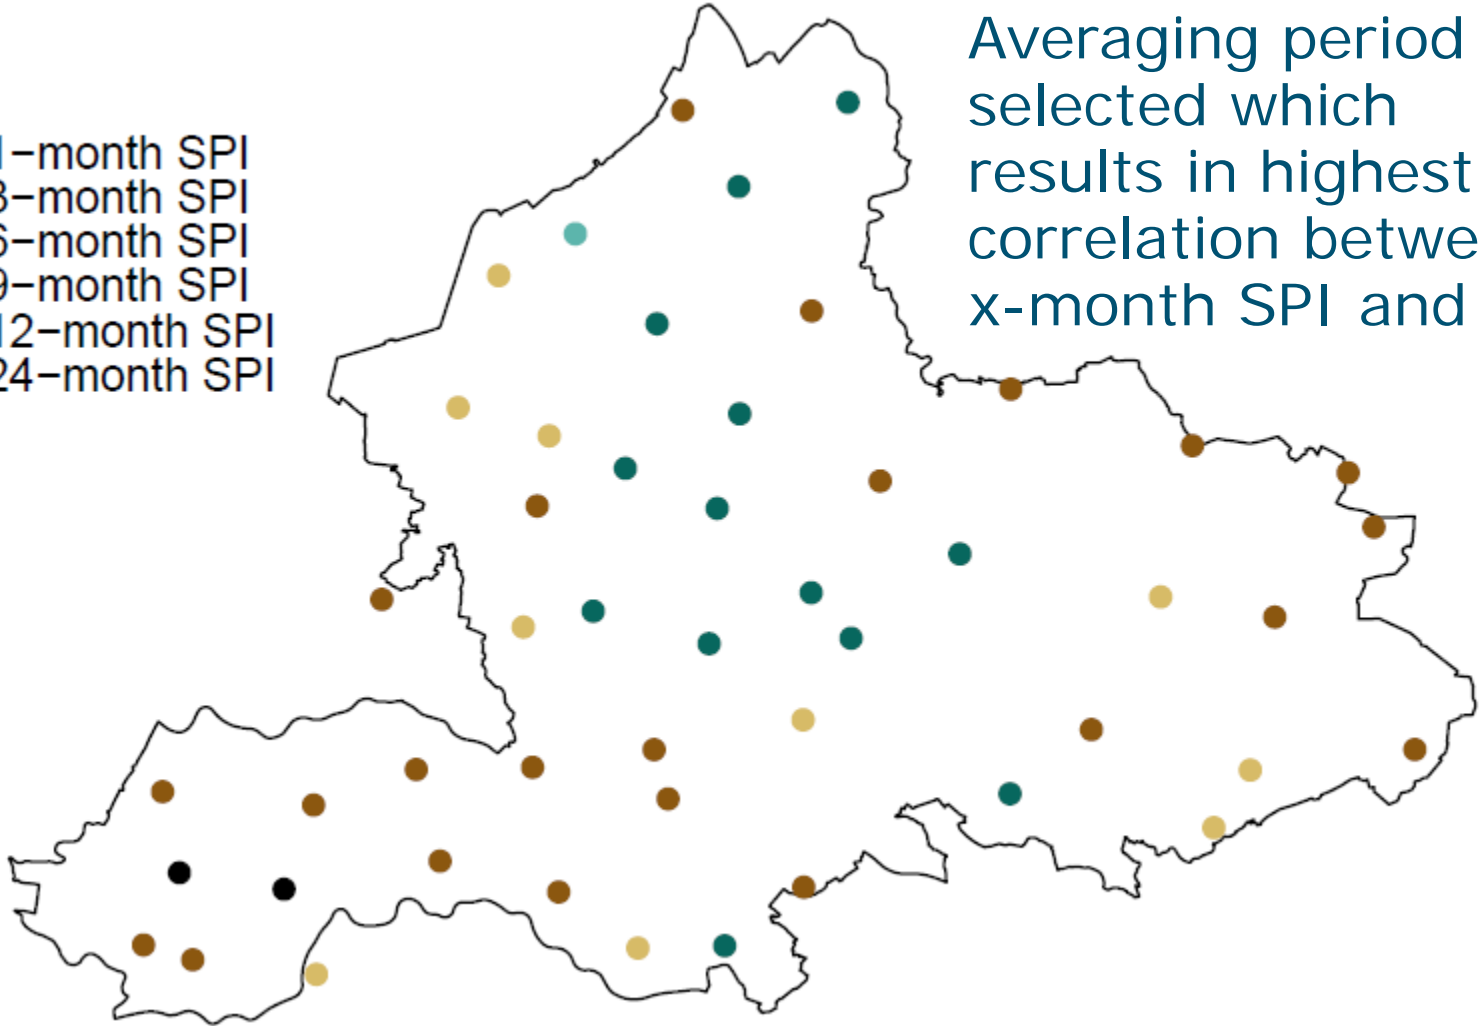 1−month SPI
3−month SPI
6−month SPI
9−month SPI
12−month SPI
24−month SPI
Averaging period
selected which
results in highest
correlation betwe
x-month SPI and